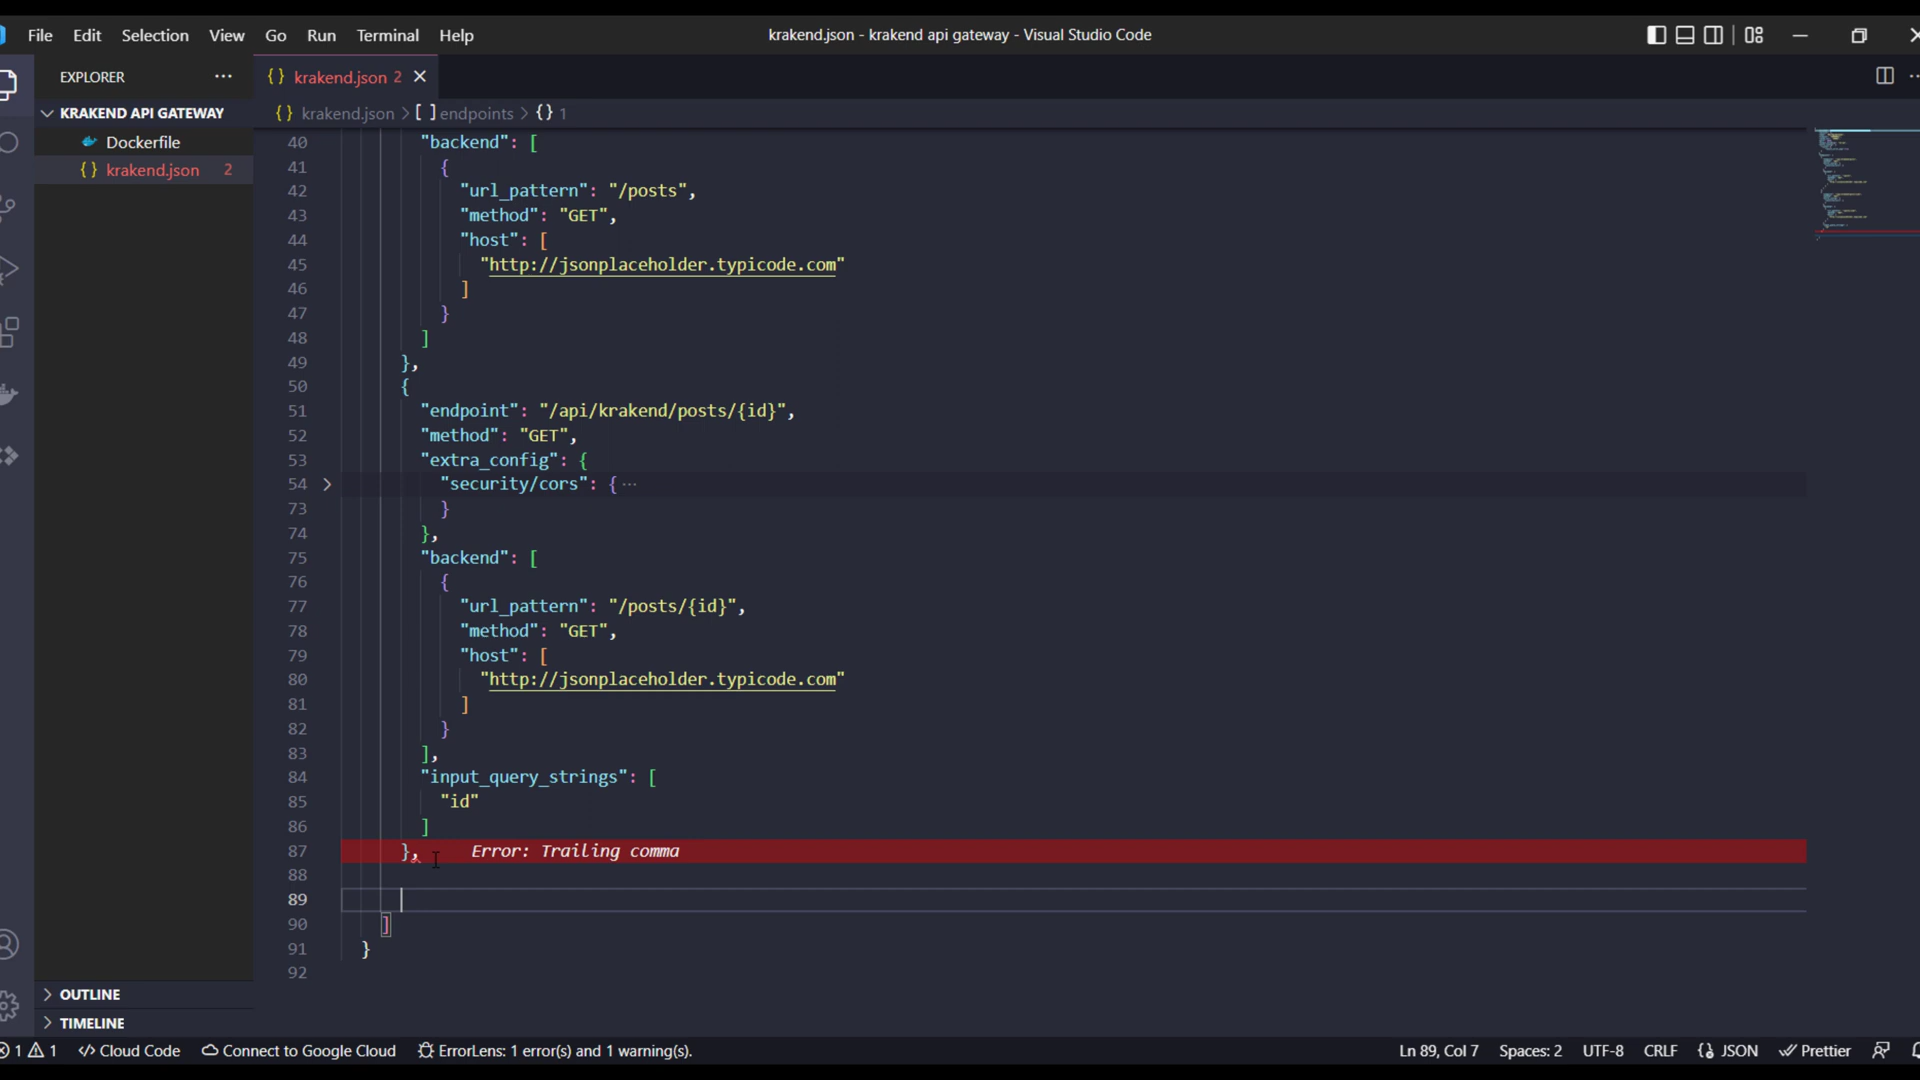 File Edit Selection View Go Run Terminal Help
krakend.json - krakend api gateway - Visual Studio Code
EXPLORER ···
krakend.json 2
KRAKEND API GATEWAY
Dockerfile
krakend.json 2
OUTLINE
TIMELINE
{} krakend.json > [ ] endpoints > {} 1
40 "backend": [
41 {
42 "url_pattern": "/posts",
43 "method": "GET",
44 "host": [
45 "http://jsonplaceholder.typicode.com"
46 ]
47 }
48 ]
49 },
50 {
51 "endpoint": "/api/krakend/posts/{id}",
52 "method": "GET",
53 "extra_config": {
54 "security/cors": { ···
73 }
74 },
75 "backend": [
76 {
77 "url_pattern": "/posts/{id}",
78 "method": "GET",
79 "host": [
80 "http://jsonplaceholder.typicode.com"
81 ]
82 }
83 ],
84 "input_query_strings": [
85 "id"
86 ]
87 }, Error: Trailing comma
88
89
90 ]
91 }
92
1 1 Cloud Code Connect to Google Cloud ErrorLens: 1 error(s) and 1 warning(s). Ln 89, Col 7 Spaces: 2 UTF-8 CRLF {} JSON Prettier